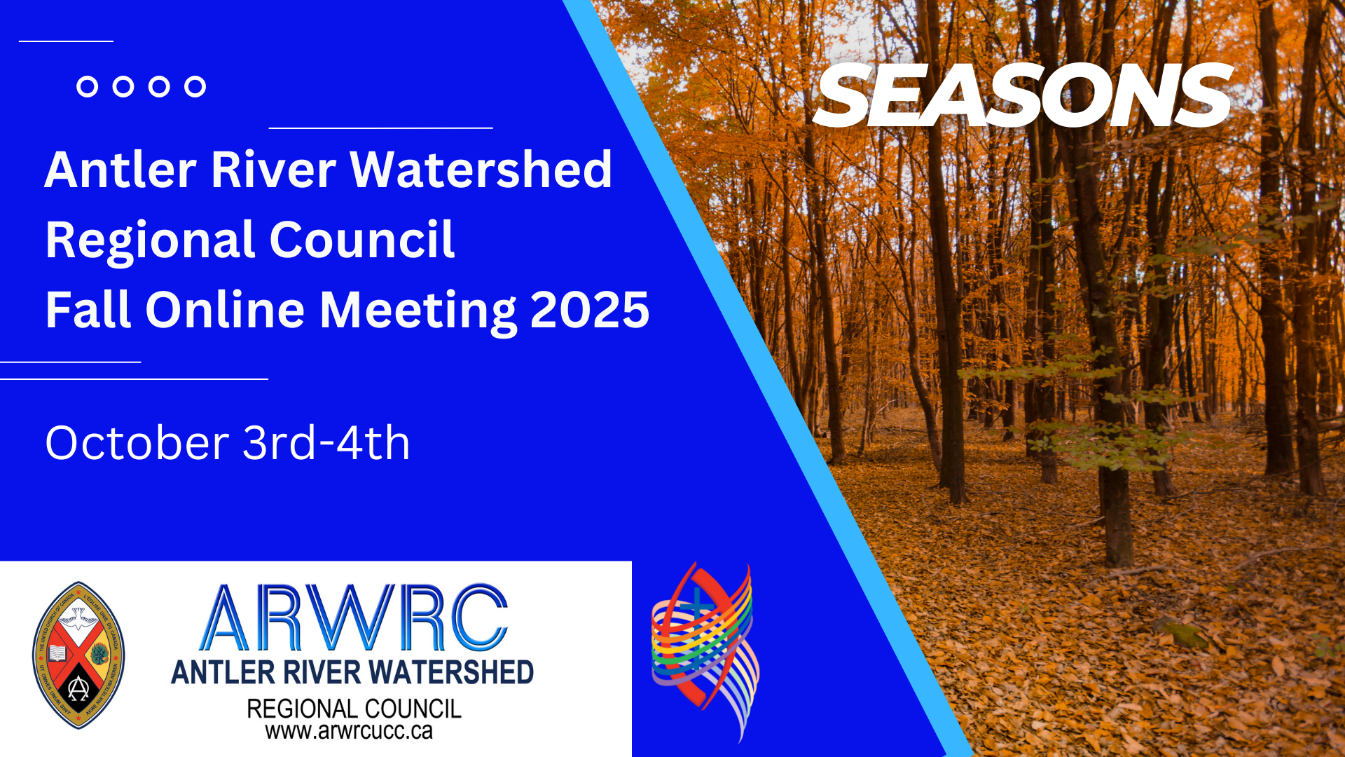 SEASONS
Antler River Watershed
Regional Council
Fall Online Meeting 2025
October 3rd-4th
ARWRC
ANTLER RIVER WATERSHED
REGIONAL COUNCIL
www.arwrcucc.ca